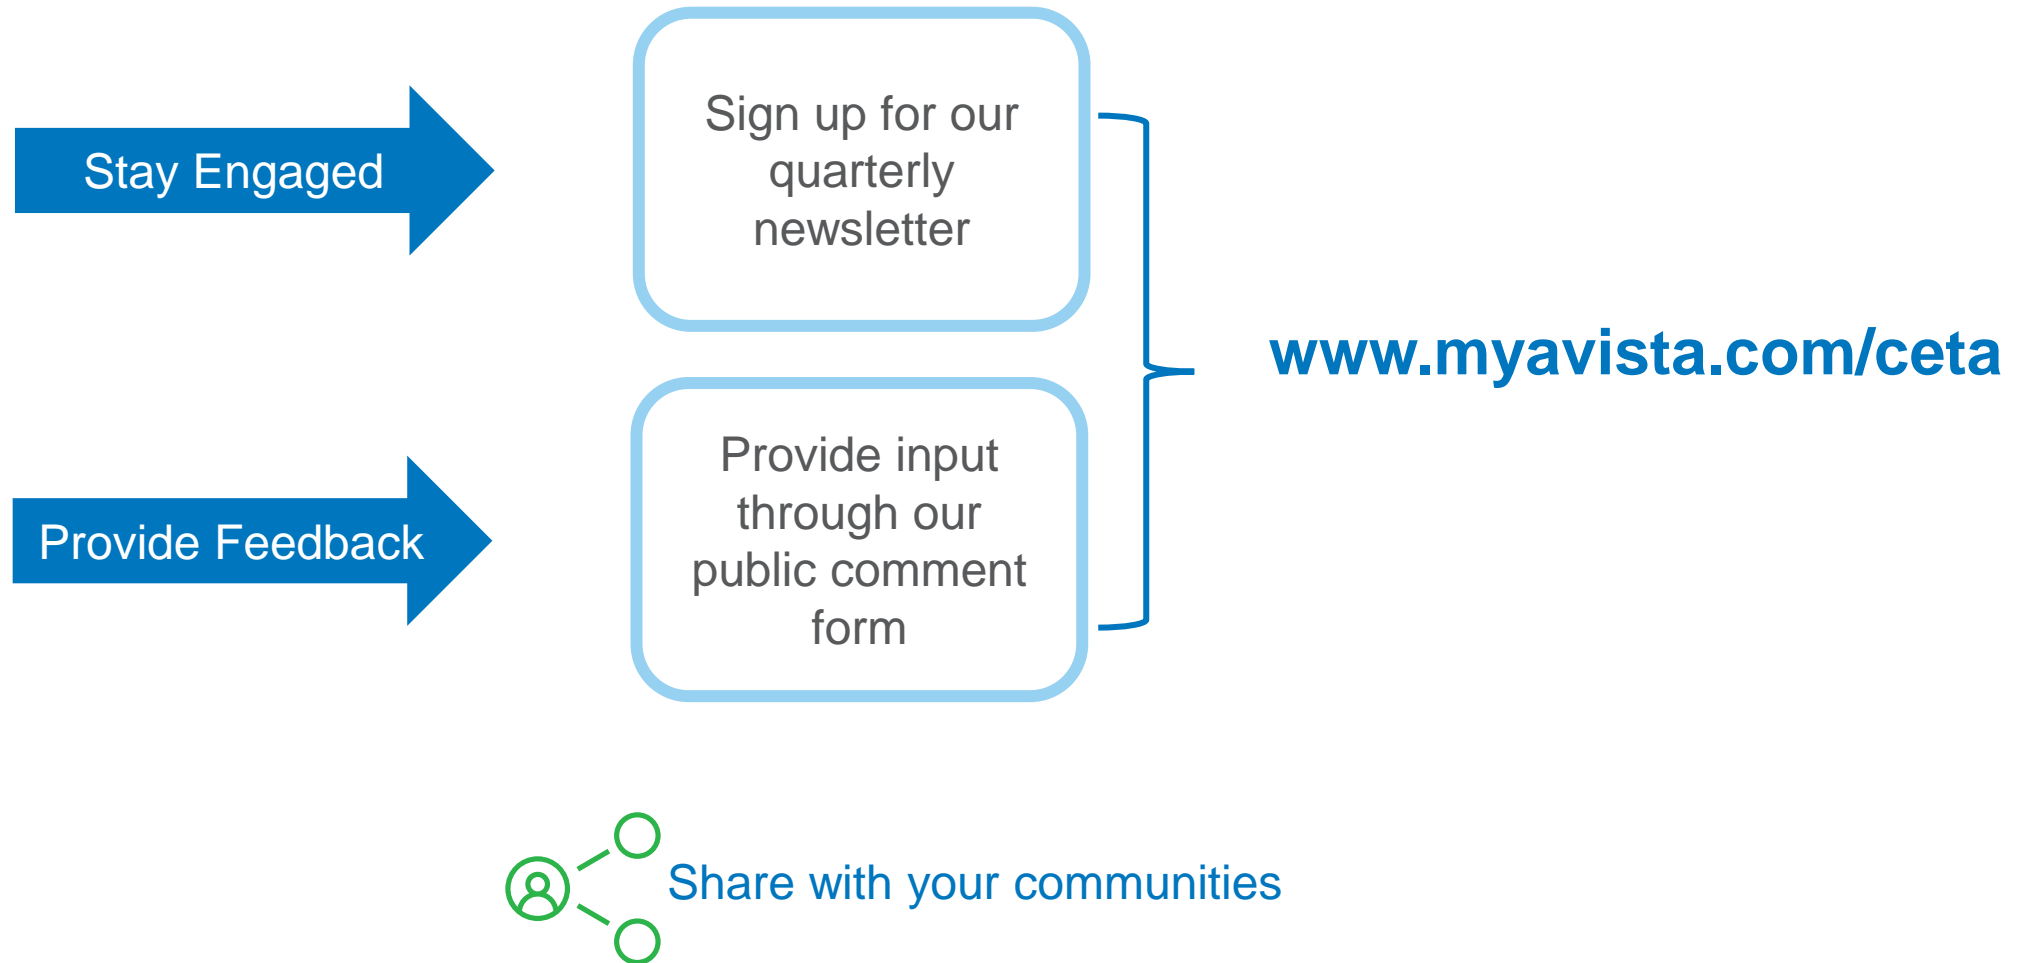 Stay Engaged
Sign up for our
quarterly
newsletter
www.myavista.com/ceta
Provide Feedback
Provide input
through our
public comment
form
Share with your communities